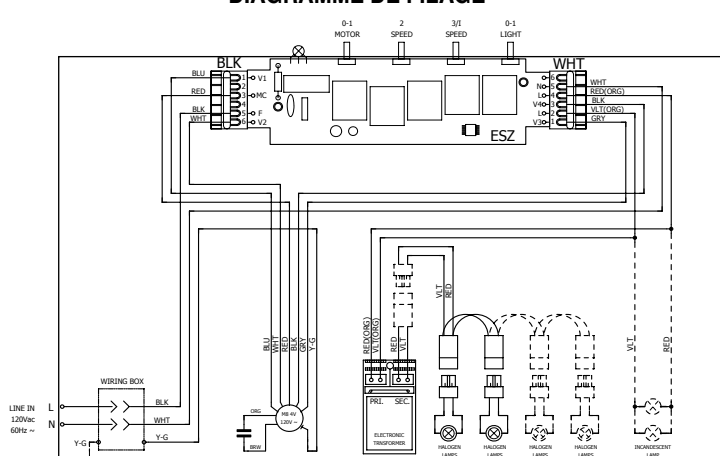 DIAGRAMME DE FILAGE
0-1
MOTOR
2
SPEED
3/I
SPEED
0-1
LIGHT
BLK
WHT
BLU
RED
BLK
WHT
1 V1
2
3 MC
4
5 F
6 V2
6
N 5
L 4
V4 3
L 2
V3 1
WHT
RED(ORG)
BLK
VLT(ORG)
GRY
ESZ
BLU
WHT
RED
BLK
GRY
Y-G
RED(ORG)
VLT(ORG)
RED
VLT
VLT
RED
VLT
RED
WIRING BOX
LINE IN
120Vac
60Hz ~
L
N
BLK
WHT
Y-G
Y-G
ORG
BRW
MB 4V
120V ~
PRI.
SEC.
ELECTRONIC
TRNSFORMER
HALOGEN
LAMPS
HALOGEN
LAMPS
HALOGEN
LAMPS
HALOGEN
LAMPS
INCANDESCENT
LAMP